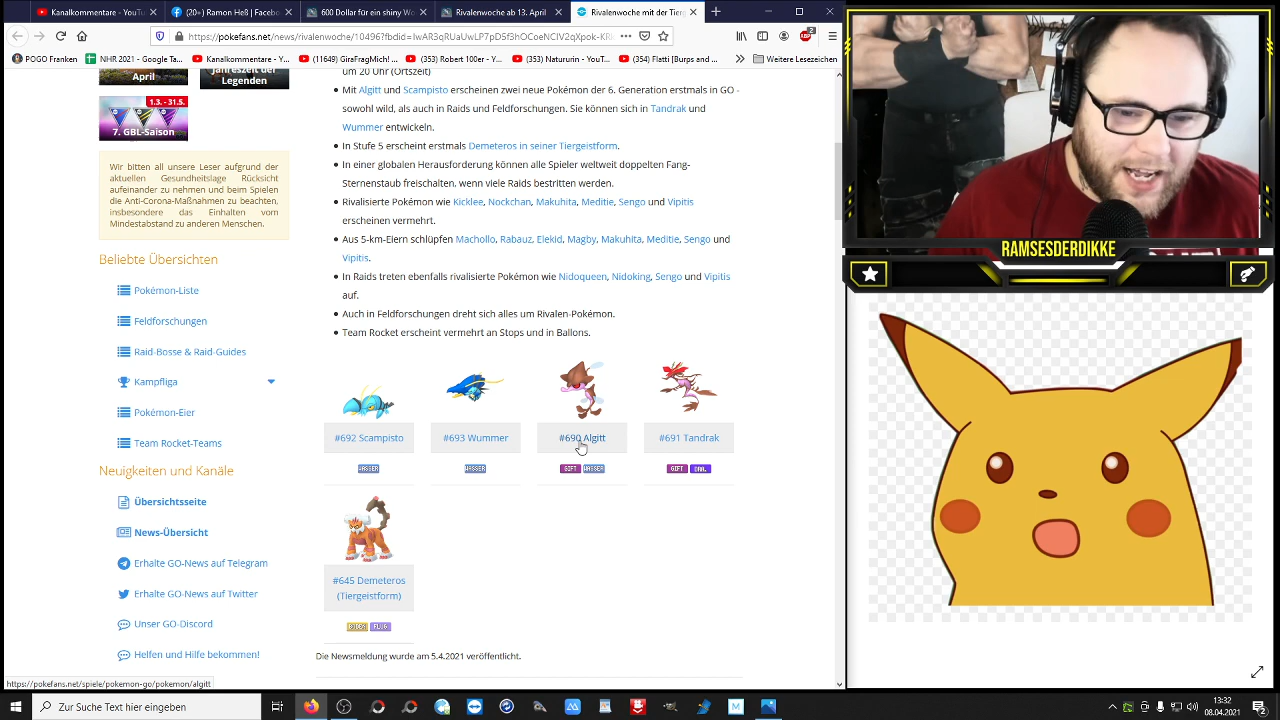 Kanalkommentare - Y
(20+) Ramon He8 | Faceb
600 Dollar für ein shiny Wo
Rivalenwoche ab 13. April
Rivalenwoche mit der Tierg
https://pokefans.net/news/rivalenwoche/104967fbdid=IwAR3qRUaUwLP7pD5f3hOCoeNCIV2qXpok-KK
POGO Franken
NHR 2021 - Google Ta...
Kanalkommentare - Y...
(11649) GiraFragMich! ...
(353) Robert 100er - Y...
(353) Natururin - YouT...
(354) Flatti [Burps and ...
Weitere Lesezeichen
April
Jahreszeit der
Legenden
1.3. - 31.5.
7. GBL-Saison
Wir bitten all unsere Leser aufgrund der
aktuellen Gesundheitslage Rücksicht
aufeinander zu nehmen und beim Spielen
die Anti-Corona-Maßnahmen zu beachten,
insbesondere das Einhalten vom
Mindestabstand zu anderen Menschen.
Beliebte Übersichten
Pokémon-Liste
Feldforschungen
Raid-Bosse & Raid-Guides
Kampfliga
Pokémon-Eier
Team Rocket-Teams
Neuigkeiten und Kanäle
Übersichtsseite
News-Übersicht
Erhalte GO-News auf Telegram
Erhalte GO-News auf Twitter
Unser GO-Discord
Helfen und Hilfe bekommen!
um 20 Uhr (Ortszeit)
Mit Algitt und Scampisto erscheinen zwei neue Pokémon der 6. Generation erstmals in GO -
sowohl wild, als auch in Raids und Feldforschungen. Sie können sich in Tandrak und
Wummer entwickeln.
In Stufe 5 erscheint erstmals Demeteros in seiner Tiergeistform.
In einer globalen Herausforderung können alle Spieler weltweit doppelten Fang-
Sternenstaub freischalten, wenn viele Raids bestritten werden.
Rivalisierte Pokémon wie Kicklee, Nockchan, Makuhita, Meditie, Sengo und Vipitis
erscheinen vermehrt.
Aus 5-km-Eiern schlüpfen Machollo, Rabauz, Elekid, Magby, Makuhita, Meditie, Sengo und
Vipitis.
In Raids treten ebenfalls rivalisierte Pokémon wie Nidoqueen, Nidoking, Sengo und Vipitis
auf.
Auch in Feldforschungen dreht sich alles um Rivalen-Pokémon.
Team Rocket erscheint vermehrt an Stops und in Ballons.
#692 Scampisto
#693 Wummer
#690 Algitt
#691 Tandrak
WASSER
WASSER
GIFT WASSER
GIFT DRA.
#645 Demeteros
(Tiergeistform)
BODEN FLUG
Die Newsmeldung wurde am 5.4.2021 veröffentlicht.
https://pokefans.net/spiele/pokemon-go/pokemon/algitt
RAMSESDERDIKKE
Zur Suche Text hier eingeben
13:32
08.04.2021